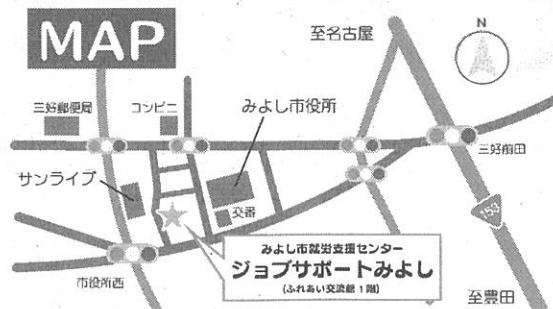 MAP
至名古屋
N
三好郵便局
コンビニ
みよし市役所
三好前田
サンライブ
交番
153
みよし市就労支援センター
ジョブサポートみよし
(ふれあい交流館1階)
市役所西
至豊田